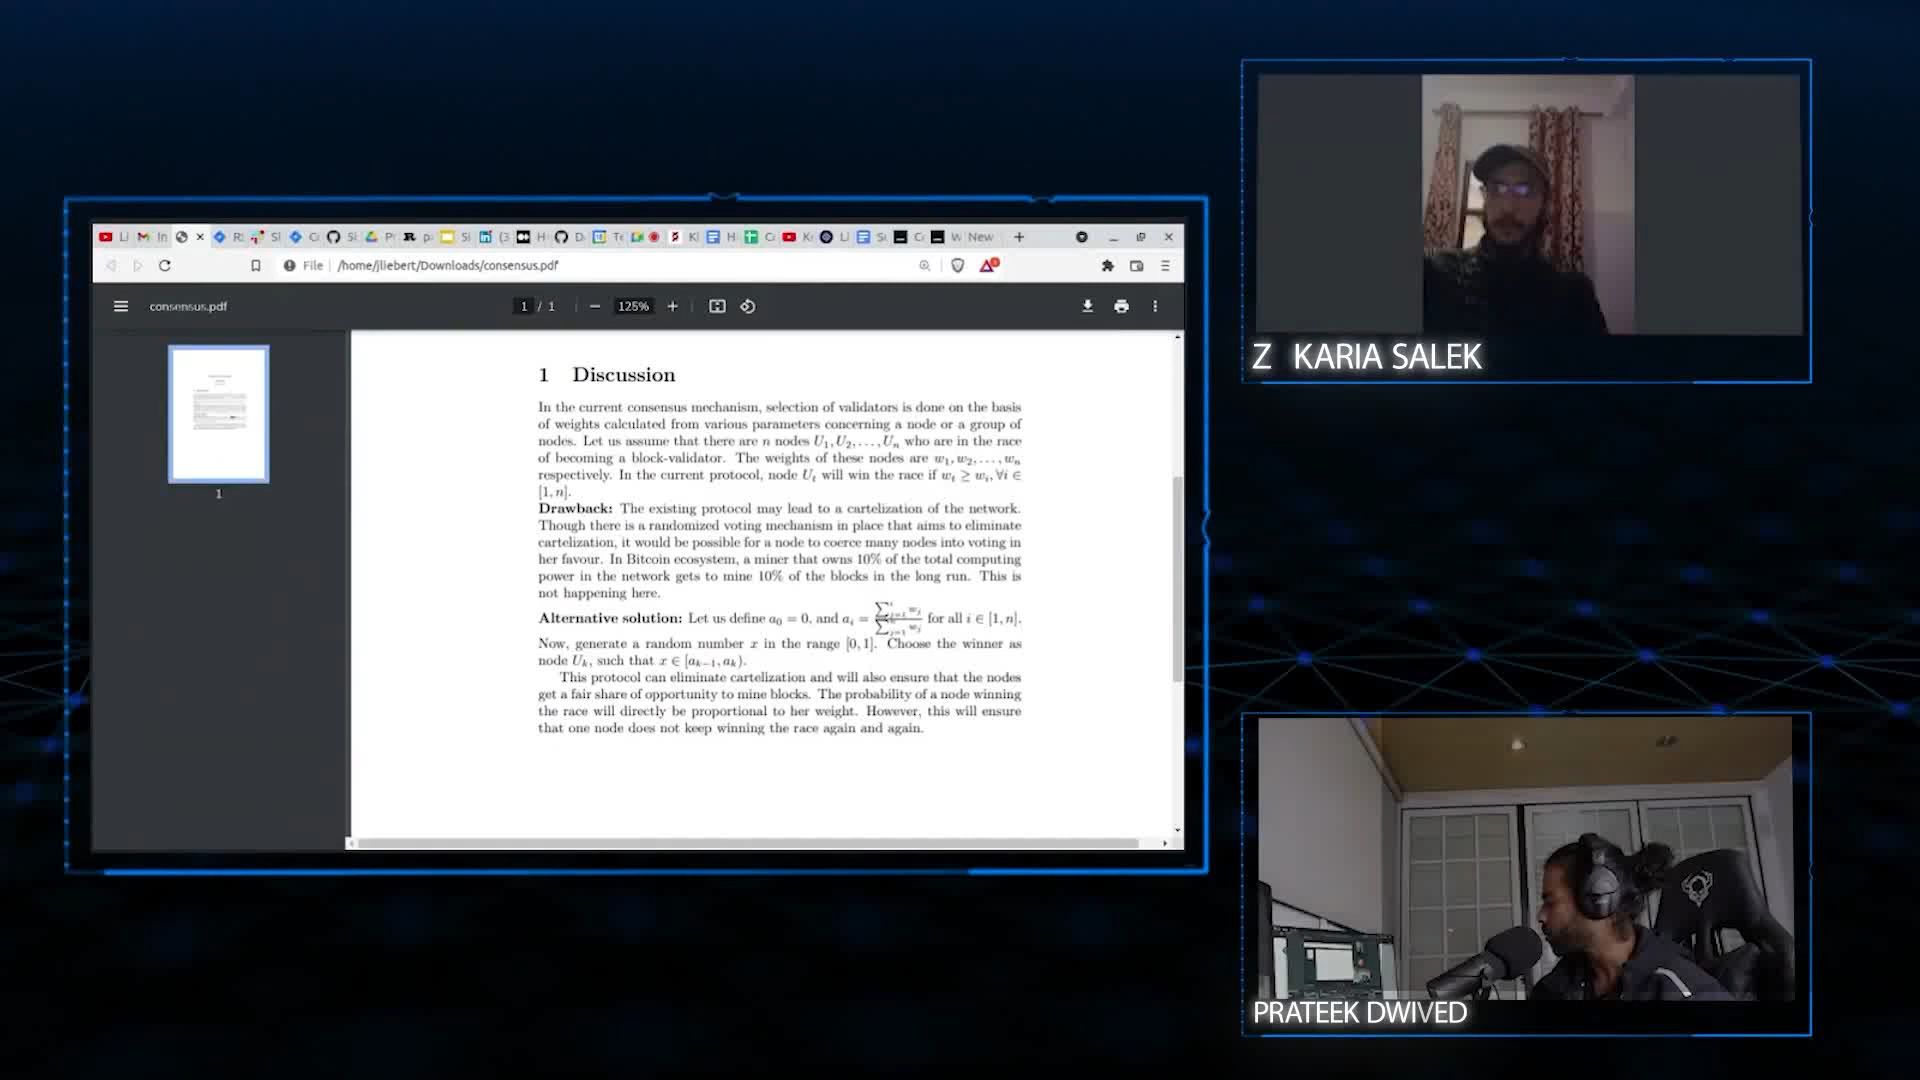 File /home/jliebert/Downloads/consensus.pdf
consensus.pdf
1 / 1
125%
1
1 Discussion
In the current consensus mechanism, selection of validators is done on the basis
of weights calculated from various parameters concerning a node or a group of
nodes. Let us assume that there are n nodes U₁, U₂, . . . , Uₙ who are in the race
of becoming a block-validator. The weights of these nodes are w₁, w₂, . . . , wₙ
respectively. In the current protocol, node Uₜ will win the race if wₜ ≥ wᵢ, ∀i ∈
[1, n].
Drawback: The existing protocol may lead to a cartelization of the network.
Though there is a randomized voting mechanism in place that aims to eliminate
cartelization, it would be possible for a node to coerce many nodes into voting in
her favour. In Bitcoin ecosystem, a miner that owns 10% of the total computing
power in the network gets to mine 10% of the blocks in the long run. This is
not happening here.
Alternative solution: Let us define a₀ = 0, and aᵢ = for all i ∈ [1, n].
Now, generate a random number x in the range [0, 1]. Choose the winner as
node Uₖ, such that x ∈ [aₖ₋₁, aₖ).
This protocol can eliminate cartelization and will also ensure that the nodes
get a fair share of opportunity to mine blocks. The probability of a node winning
the race will directly be proportional to her weight. However, this will ensure
that one node does not keep winning the race again and again.
Z KARIA SALEK
PRATEEK DWIVED